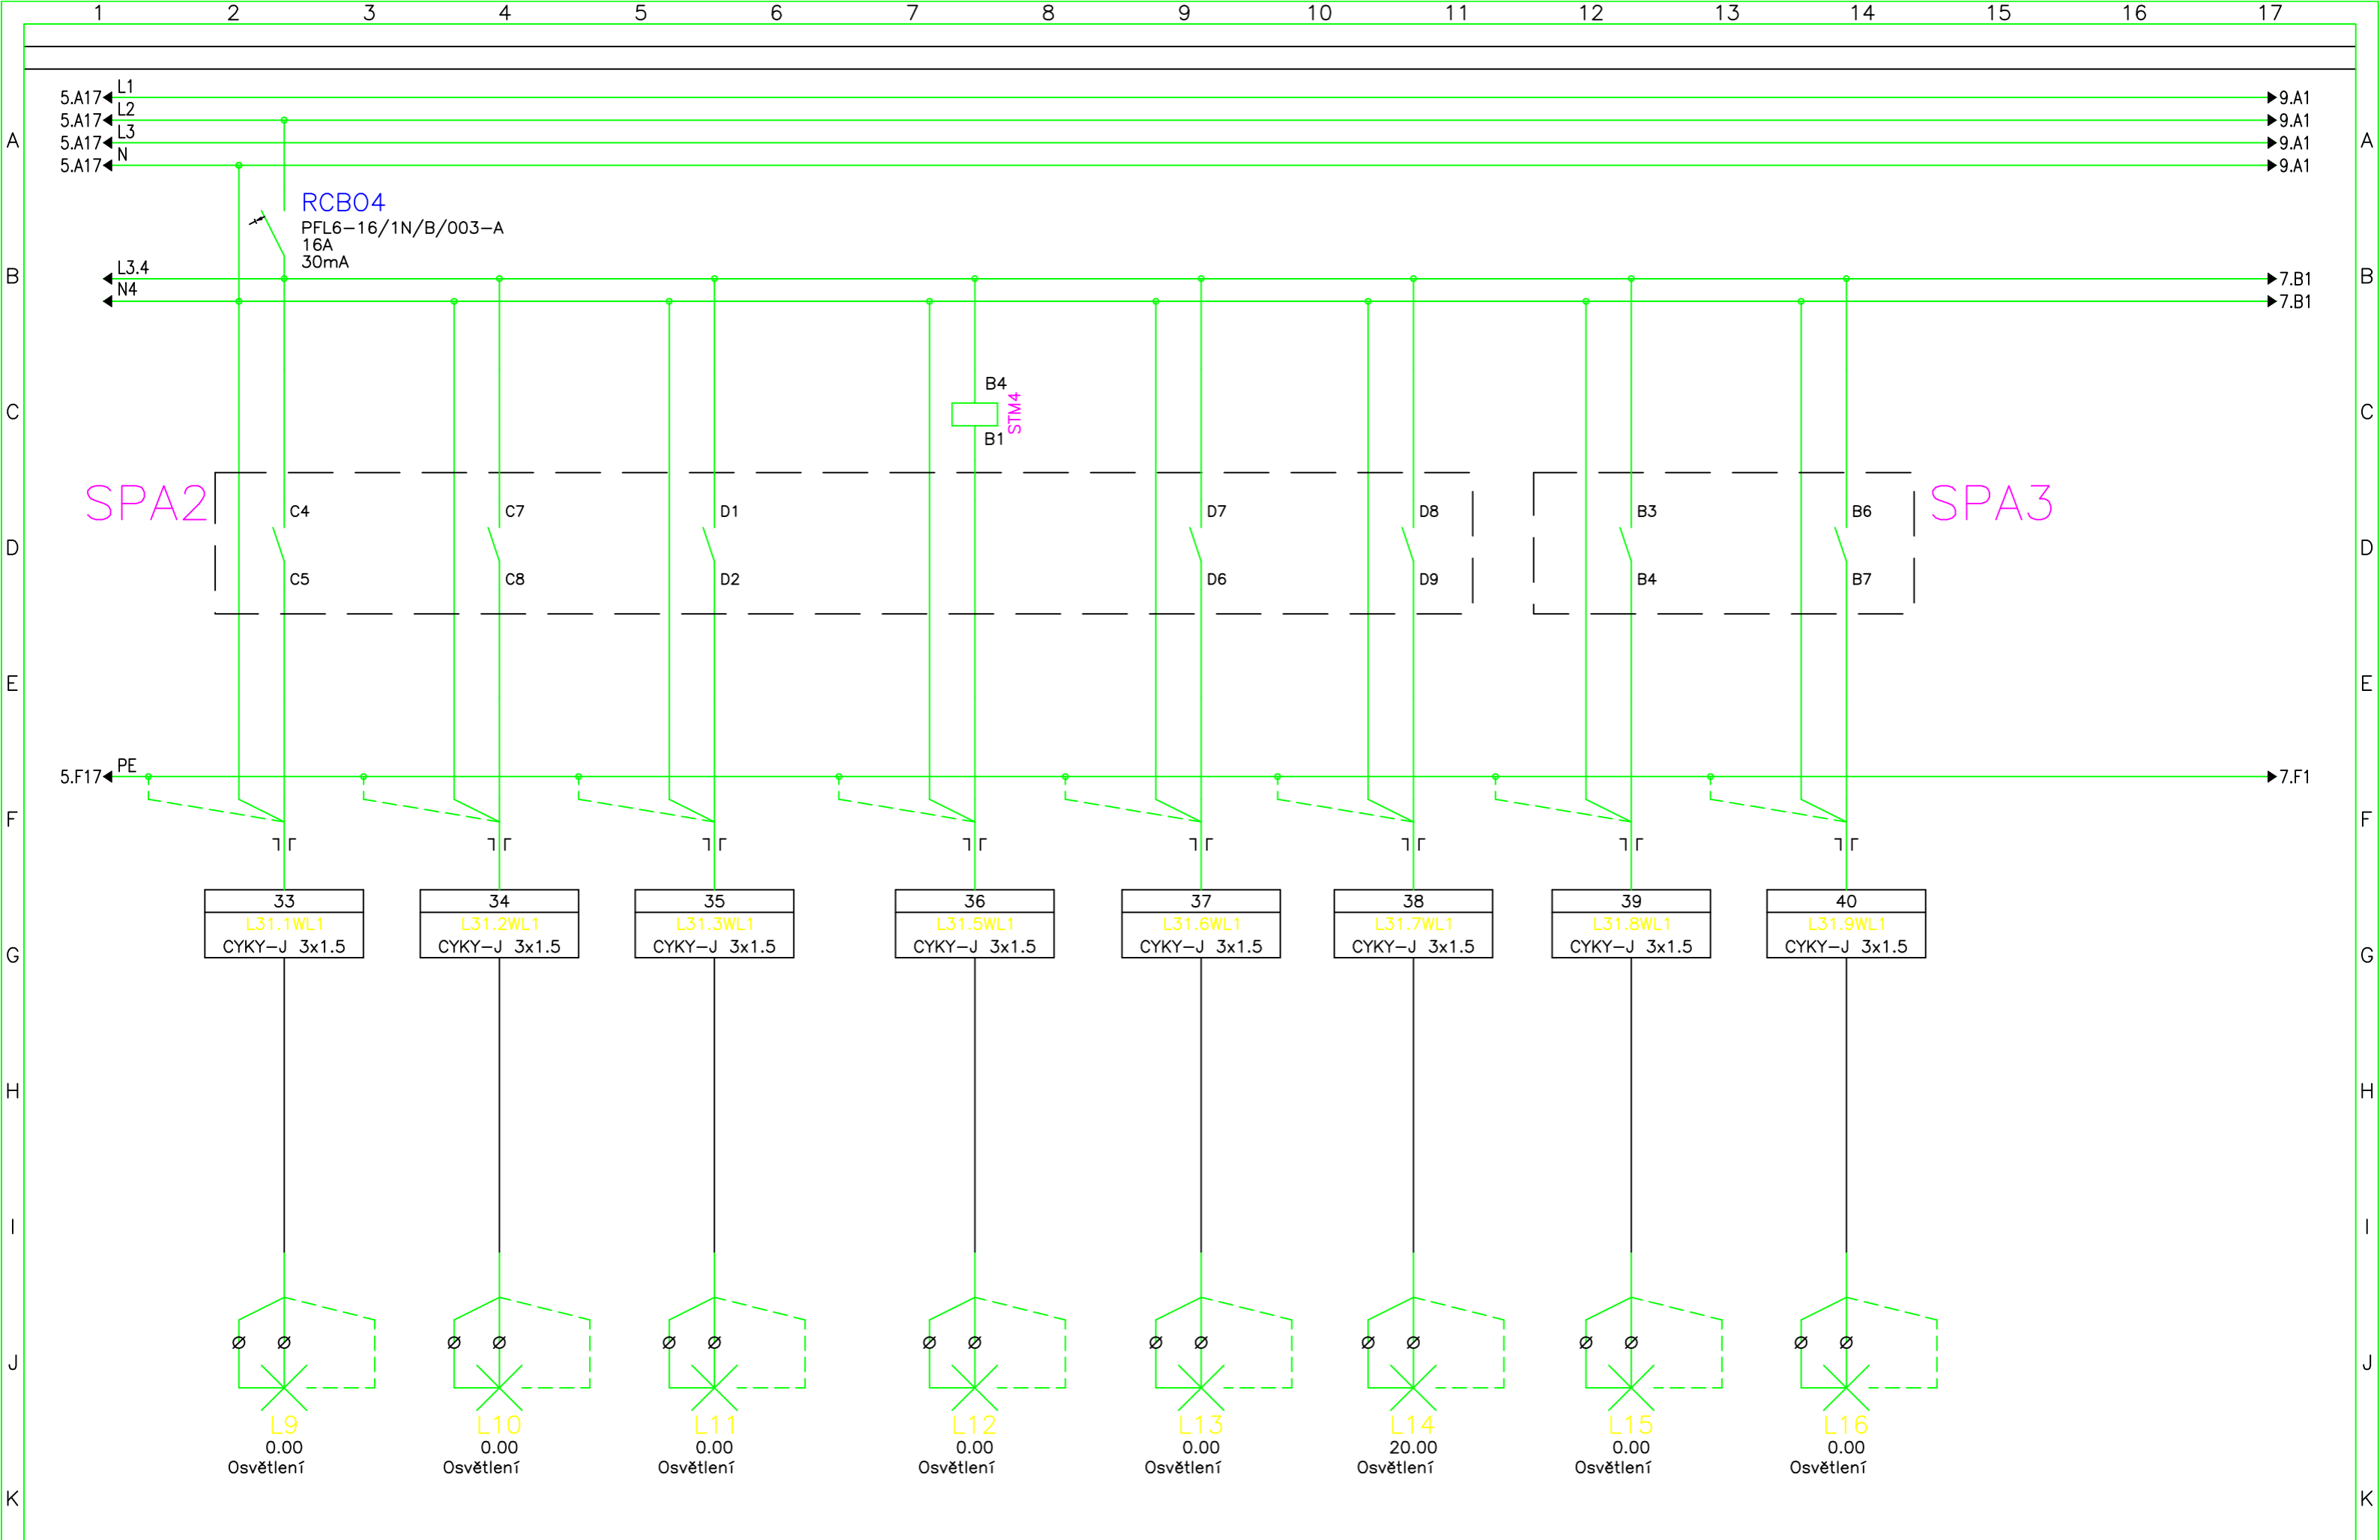 1 2 3 4 5 6 7 8 9 10 11 12 13 14 15 16 17
L1
5.A17 9.A1
L2
5.A17 9.A1
A L3 A
5.A17 9.A1
N
5.A17 9.A1
RCBO4
PFL6-16/1N/B/003-A
16A
30mA
B L3.4 7.B1 B
N4 7.B1
B4
C STM4 C
B1
SPA2 SPA3
C4 C7 D1 D7 D8 B3 B6
D D
C5 C8 D2 D6 D9 B4 B7
E E
PE
5.F17 7.F1
F F
33 34 35 36 37 38 39 40
L31.1WL1 L31.2WL1 L31.3WL1 L31.5WL1 L31.6WL1 L31.7WL1 L31.8WL1 L31.9WL1
CYKY-J 3x1.5 CYKY-J 3x1.5 CYKY-J 3x1.5 CYKY-J 3x1.5 CYKY-J 3x1.5 CYKY-J 3x1.5 CYKY-J 3x1.5 CYKY-J 3x1.5
G G
H H
I I
J J
L9 L10 L11 L12 L13 L14 L15 L16
0.00 0.00 0.00 0.00 0.00 20.00 0.00 0.00
Osvětlení Osvětlení Osvětlení Osvětlení Osvětlení Osvětlení Osvětlení Osvětlení
K K